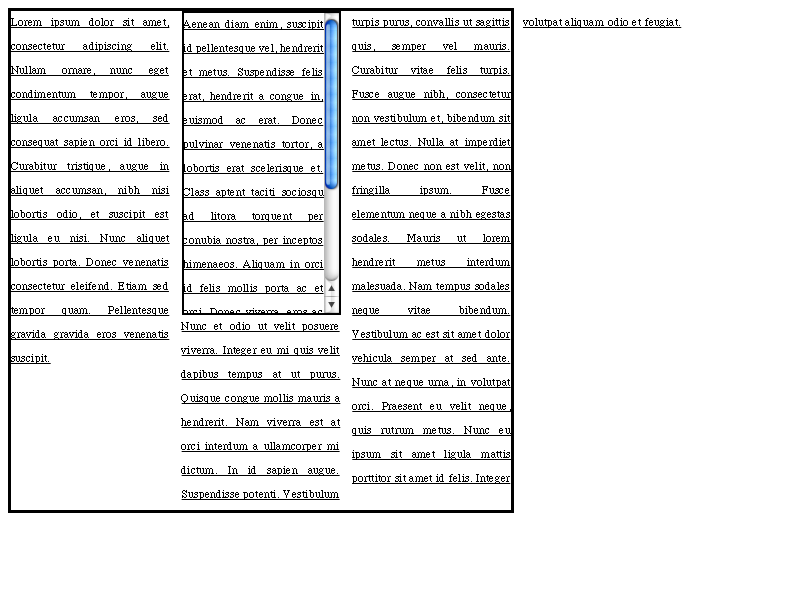 Lorem ipsum dolor sit amet,
consectetur adipiscing elit.
Nullam ornare, nunc eget
condimentum tempor, augue
ligula accumsan eros, sed
consequat sapien orci id libero.
Curabitur tristique, augue in
aliquet accumsan, nibh nisi
lobortis odio, et suscipit est
ligula eu nisi. Nunc aliquet
lobortis porta. Donec venenatis
consectetur eleifend. Etiam sed
tempor quam. Pellentesque
gravida gravida eros venenatis
suscipit.
Aenean diam enim, suscipit
id pellentesque vel, hendrerit
et metus. Suspendisse felis
erat, hendrerit a congue in,
euismod ac erat. Donec
pulvinar venenatis tortor, a
lobortis erat scelerisque et.
Class aptent taciti sociosqu
ad litora torquent per
conubia nostra, per inceptos
himenaeos. Aliquam in orci
id felis mollis porta ac et
orci. Donec viverra eros ac
Nunc et odio ut velit posuere
viverra. Integer eu mi quis velit
dapibus tempus at ut purus.
Quisque congue mollis mauris a
hendrerit. Nam viverra est at
orci interdum a ullamcorper mi
dictum. In id sapien augue.
Suspendisse potenti. Vestibulum
turpis purus, convallis ut sagittis
quis, semper vel mauris.
Curabitur vitae felis turpis.
Fusce augue nibh, consectetur
non vestibulum et, bibendum sit
amet lectus. Nulla at imperdiet
metus. Donec non est velit, non
fringilla ipsum. Fusce
elementum neque a nibh egestas
sodales. Mauris ut lorem
hendrerit metus interdum
malesuada. Nam tempus sodales
neque vitae bibendum.
Vestibulum ac est sit amet dolor
vehicula semper at sed ante.
Nunc at neque urna, in volutpat
orci. Praesent eu velit neque,
quis rutrum metus. Nunc eu
ipsum sit amet ligula mattis
porttitor sit amet id felis. Integer
volutpat aliquam odio et feugiat.